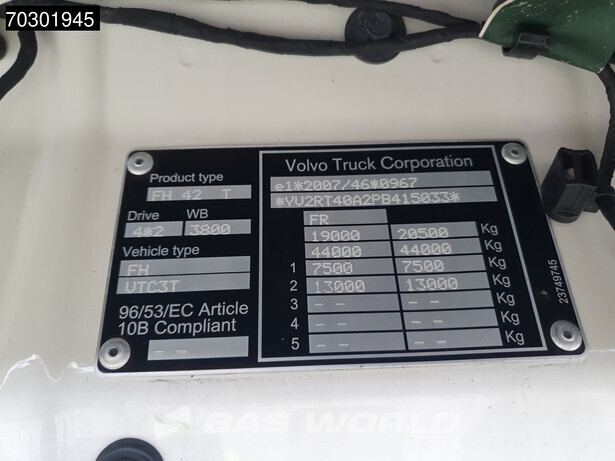 70301945
Product type
FH 42 T
Drive WB
4*2 3800
Vehicle type
FH
VTC3T
96/53/EC Article
10B Compliant
-- --
Volvo Truck Corporation
e1*2007/46*0967
*YV2RT40A2PB415033*
FR
19000 20500 Kg
44000 44000 Kg
1 7500 7500 Kg
2 13000 13000 Kg
3 -- -- -- -- Kg
4 -- -- -- -- Kg
5 -- -- -- -- Kg
23749745
BAS WORLD